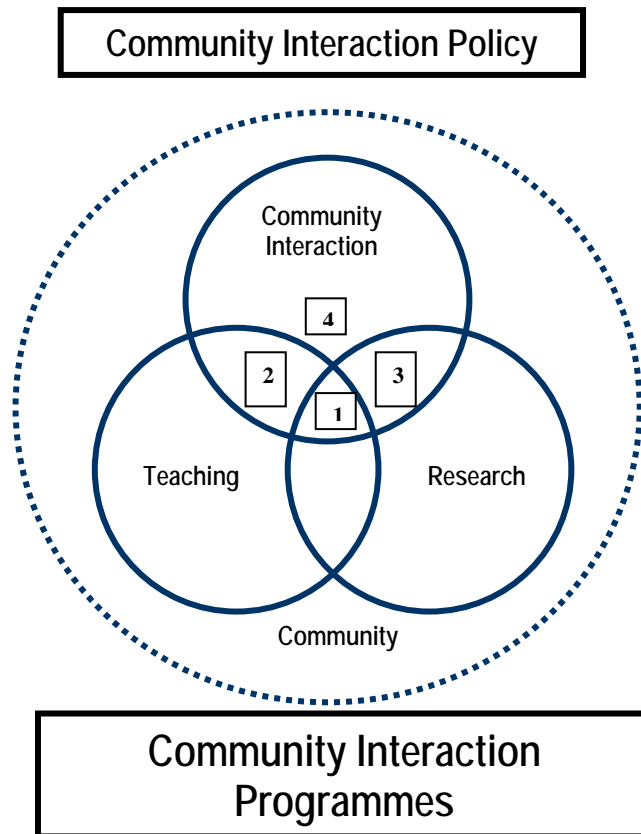 Community Interaction Policy
Community
Interaction
4
2
3
1
Teaching
Research
Community
Community Interaction
Programmes